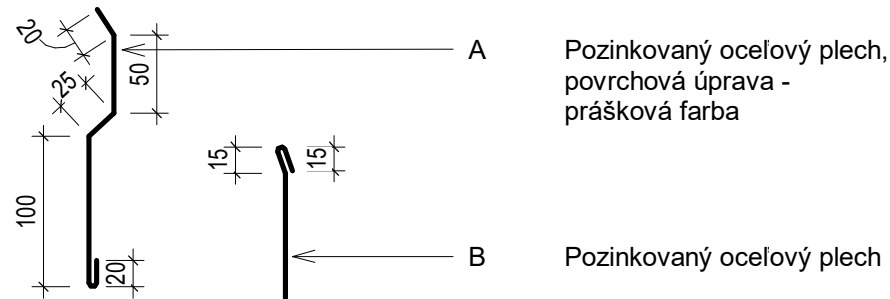 20
25
50
100
20
A
Pozinkovaný oceľový plech,
povrchová úprava -
prášková farba
15
15
B
Pozinkovaný oceľový plech